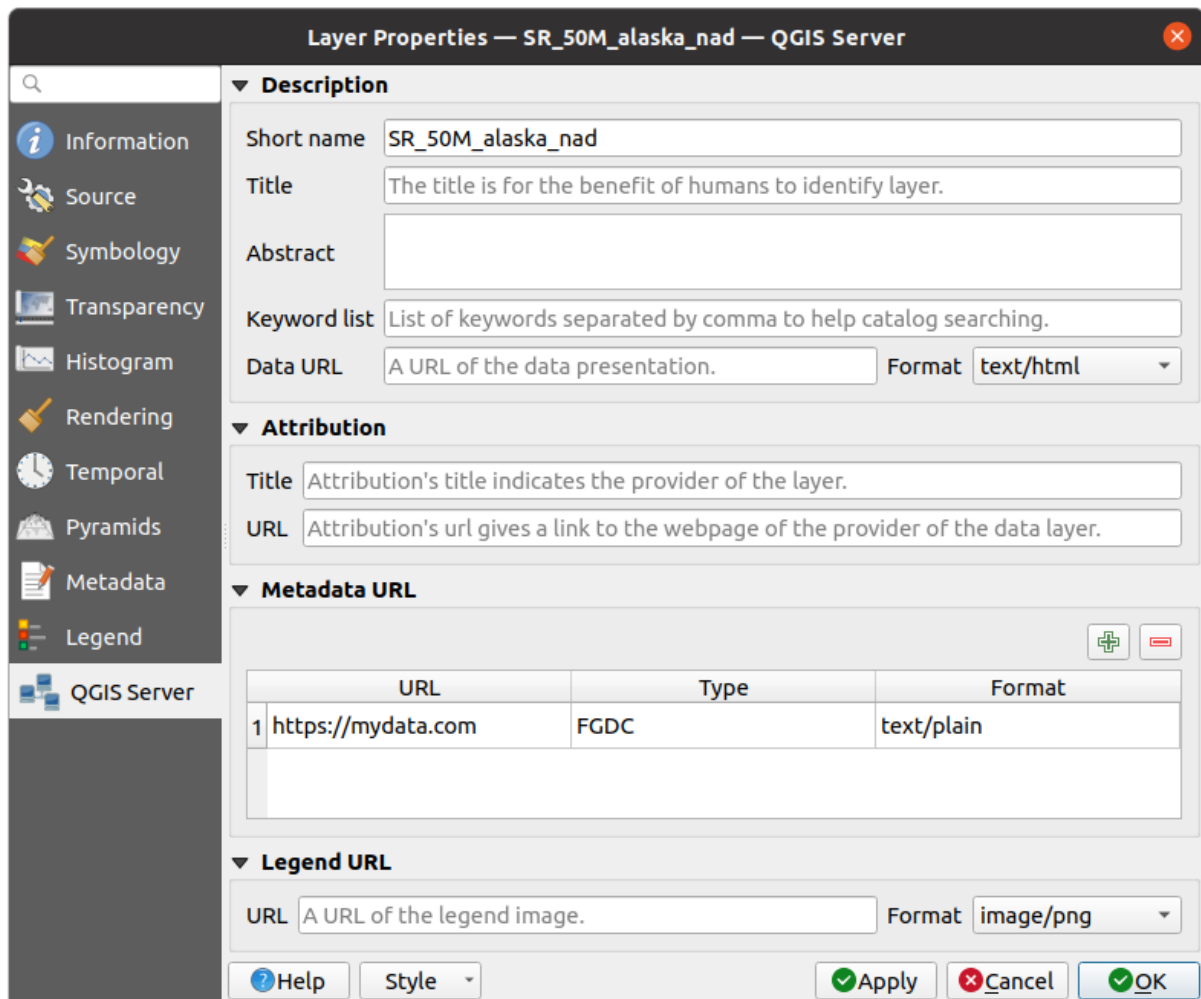 Layer Properties — SR_50M_alaska_nad — QGIS Server
Information
Source
Symbology
Transparency
Histogram
Rendering
Temporal
Pyramids
Metadata
Legend
QGIS Server
Description
Short name SR_50M_alaska_nad
Title The title is for the benefit of humans to identify layer.
Abstract
Keyword list List of keywords separated by comma to help catalog searching.
Data URL A URL of the data presentation. Format text/html
Attribution
Title Attribution's title indicates the provider of the layer.
URL Attribution's url gives a link to the webpage of the provider of the data layer.
Metadata URL
URL Type Format
1 https://mydata.com FGDC text/plain
Legend URL
URL A URL of the legend image. Format image/png
Help Style Apply Cancel OK